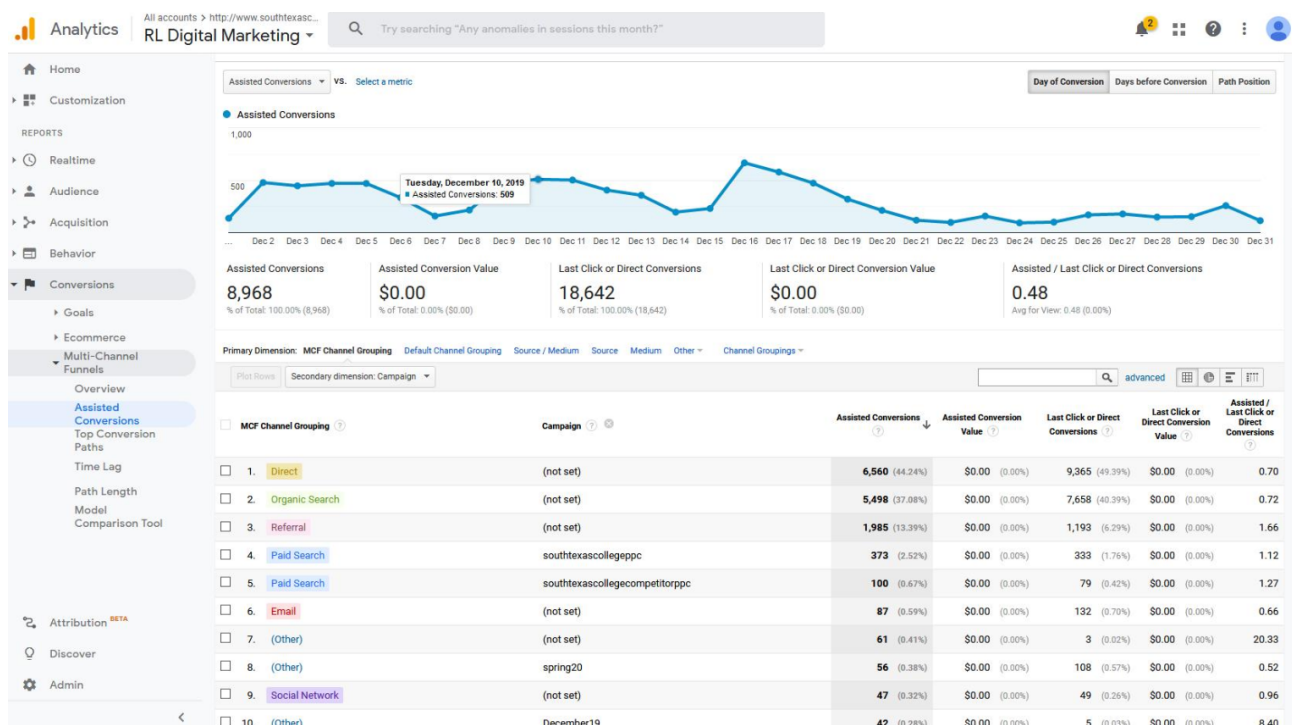 All accounts > http://www.southtexasc...
Analytics
RL Digital Marketing
Try searching "Any anomalies in sessions this month?"
2
Home
Customization
REPORTS
Realtime
Audience
Acquisition
Behavior
Conversions
Goals
Ecommerce
Multi-Channel
Funnels
Overview
Assisted
Conversions
Top Conversion
Paths
Time Lag
Path Length
Model
Comparison Tool
Attribution BETA
Discover
Admin
Assisted Conversions VS. Select a metric
Day of Conversion Days before Conversion Path Position
Assisted Conversions
1,000
500
Tuesday, December 10, 2019
Assisted Conversions: 509
... Dec 2 Dec 3 Dec 4 Dec 5 Dec 6 Dec 7 Dec 8 Dec 9 Dec 10 Dec 11 Dec 12 Dec 13 Dec 14 Dec 15 Dec 16 Dec 17 Dec 18 Dec 19 Dec 20 Dec 21 Dec 22 Dec 23 Dec 24 Dec 25 Dec 26 Dec 27 Dec 28 Dec 29 Dec 30 Dec 31
Assisted Conversions Assisted Conversion Value Last Click or Direct Conversions Last Click or Direct Conversion Value Assisted / Last Click or Direct Conversions
8,968 $0.00 18,642 $0.00 0.48
% of Total: 100.00% (8,968) % of Total: 0.00% ($0.00) % of Total: 100.00% (18,642) % of Total: 0.00% ($0.00) Avg for View: 0.48 (0.00%)
Primary Dimension: MCF Channel Grouping Default Channel Grouping Source / Medium Source Medium Other Channel Groupings
Plot Rows Secondary dimension: Campaign advanced
MCF Channel Grouping ? Campaign ? Assisted Conversions ? Assisted Conversion Value ? Last Click or Direct Conversions ? Last Click or Direct Conversion Value ? Assisted / Last Click or Direct Conversions ?
1. Direct (not set) 6,560 (44.24%) $0.00 (0.00%) 9,365 (49.39%) $0.00 (0.00%) 0.70
2. Organic Search (not set) 5,498 (37.08%) $0.00 (0.00%) 7,658 (40.39%) $0.00 (0.00%) 0.72
3. Referral (not set) 1,985 (13.39%) $0.00 (0.00%) 1,193 (6.29%) $0.00 (0.00%) 1.66
4. Paid Search southtexascollegeppc 373 (2.52%) $0.00 (0.00%) 333 (1.76%) $0.00 (0.00%) 1.12
5. Paid Search southtexascollegecompetitorppc 100 (0.67%) $0.00 (0.00%) 79 (0.42%) $0.00 (0.00%) 1.27
6. Email (not set) 87 (0.59%) $0.00 (0.00%) 132 (0.70%) $0.00 (0.00%) 0.66
7. (Other) (not set) 61 (0.41%) $0.00 (0.00%) 3 (0.02%) $0.00 (0.00%) 20.33
8. (Other) spring20 56 (0.38%) $0.00 (0.00%) 108 (0.57%) $0.00 (0.00%) 0.52
9. Social Network (not set) 47 (0.32%) $0.00 (0.00%) 49 (0.26%) $0.00 (0.00%) 0.96
10. (Other) December19 42 (0.28%) $0.00 (0.00%) 5 (0.03%) $0.00 (0.00%) 8.40